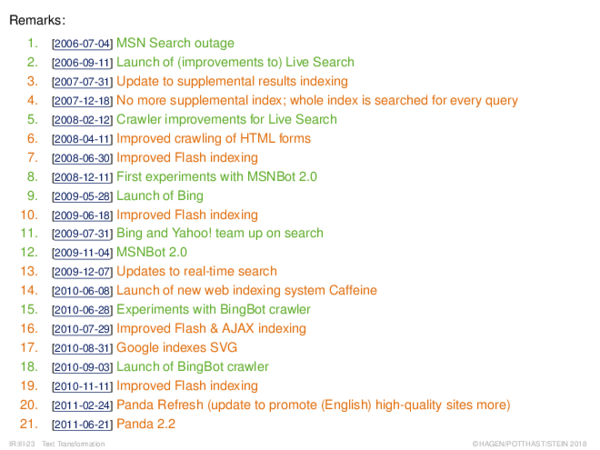 Remarks:
1. [2006-07-04] MSN Search outage
2. [2006-09-11] Launch of (improvements to) Live Search
3. [2007-07-31] Update to supplemental results indexing
4. [2007-12-18] No more supplemental index; whole index is searched for every query
5. [2008-02-12] Crawler improvements for Live Search
6. [2008-04-11] Improved crawling of HTML forms
7. [2008-06-30] Improved Flash indexing
8. [2008-12-11] First experiments with MSNBot 2.0
9. [2009-05-28] Launch of Bing
10. [2009-06-18] Improved Flash indexing
11. [2009-07-31] Bing and Yahoo! team up on search
12. [2009-11-04] MSNBot 2.0
13. [2009-12-07] Updates to real-time search
14. [2010-06-08] Launch of new web indexing system Caffeine
15. [2010-06-28] Experiments with BingBot crawler
16. [2010-07-29] Improved Flash & AJAX indexing
17. [2010-08-31] Google indexes SVG
18. [2010-09-03] Launch of BingBot crawler
19. [2010-11-11] Improved Flash indexing
20. [2011-02-24] Panda Refresh (update to promote (English) high-quality sites more)
21. [2011-06-21] Panda 2.2
IR:III-23 Text Transformation ©HAGEN/POTTHAST/STEIN 2018